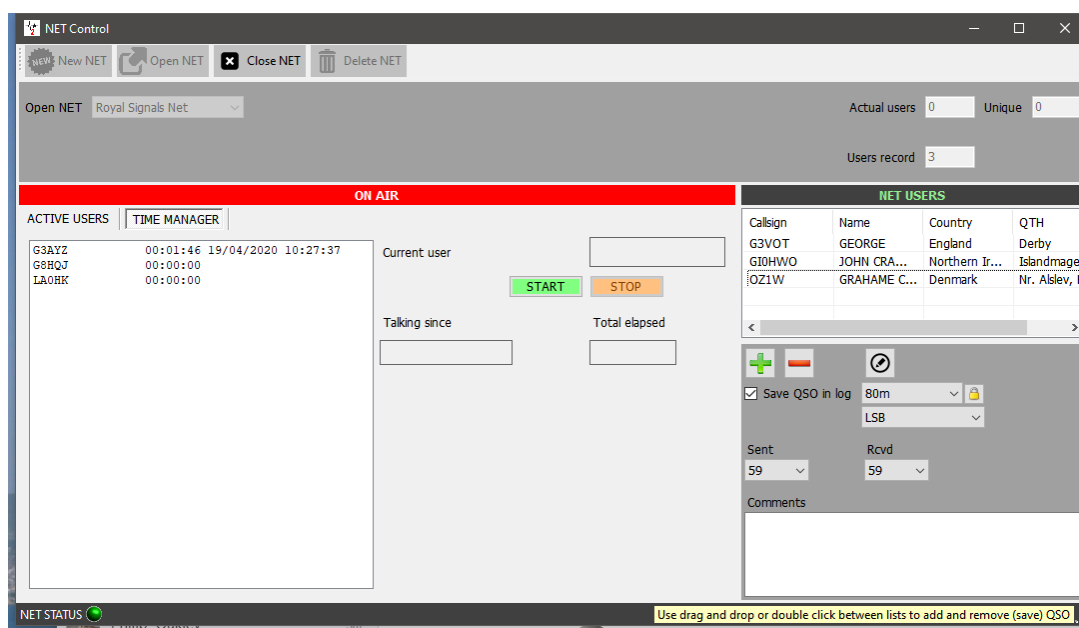 NET Control
NEW New NET Open NET Close NET Delete NET
Open NET Royal Signals Net Actual users 0 Unique 0
Users record 3
ON AIR
NET USERS
ACTIVE USERS TIME MANAGER
G3AYZ 00:01:46 19/04/2020 10:27:37
G8HQJ 00:00:00
LA0HK 00:00:00
Current user
START STOP
Talking since Total elapsed
Callsign Name Country QTH
G3VOT GEORGE England Derby
GI0HWO JOHN CRA... Northern Ir... Islandmage
OZ1W GRAHAME C... Denmark Nr. Alslev,
Save QSO in log 80m
LSB
Sent Rcvd
59 59
Comments
NET STATUS
Use drag and drop or double click between lists to add and remove (save) QSO